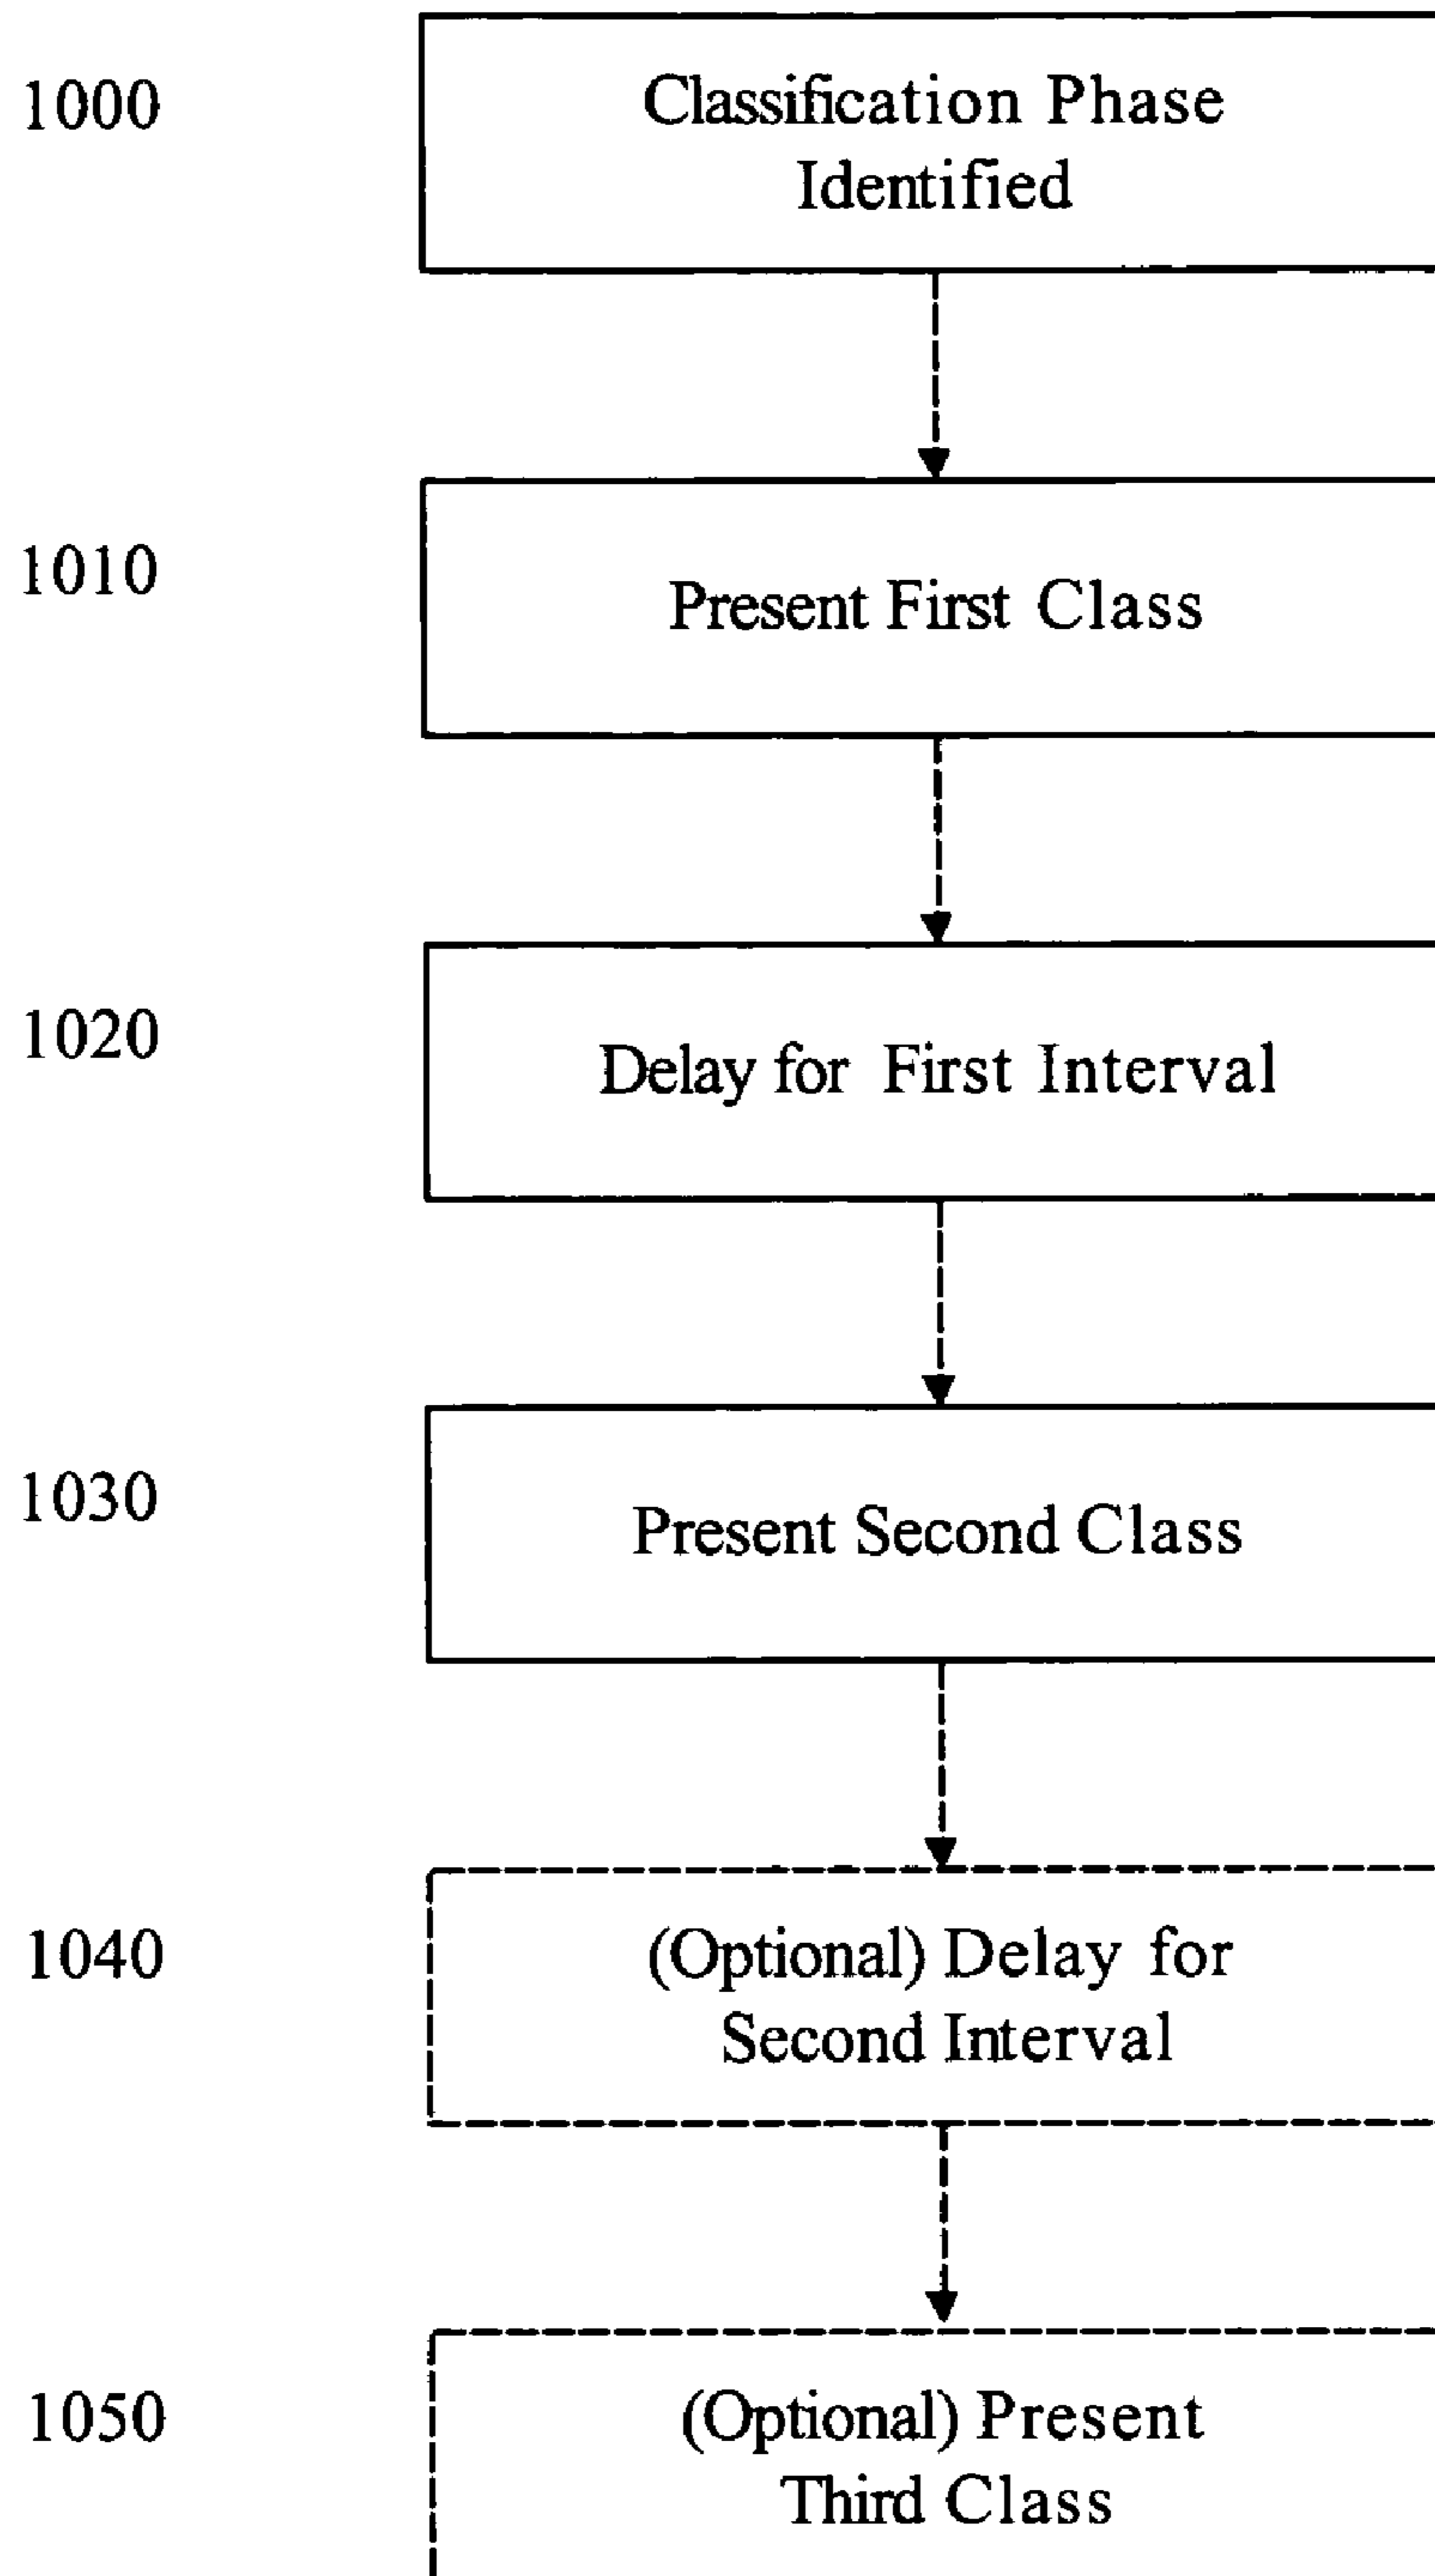 1000
Classification Phase
Identified
1010
Present First Class
1020
Delay for First Interval
1030
Present Second Class
1040
(Optional) Delay for
Second Interval
1050
(Optional) Present
Third Class